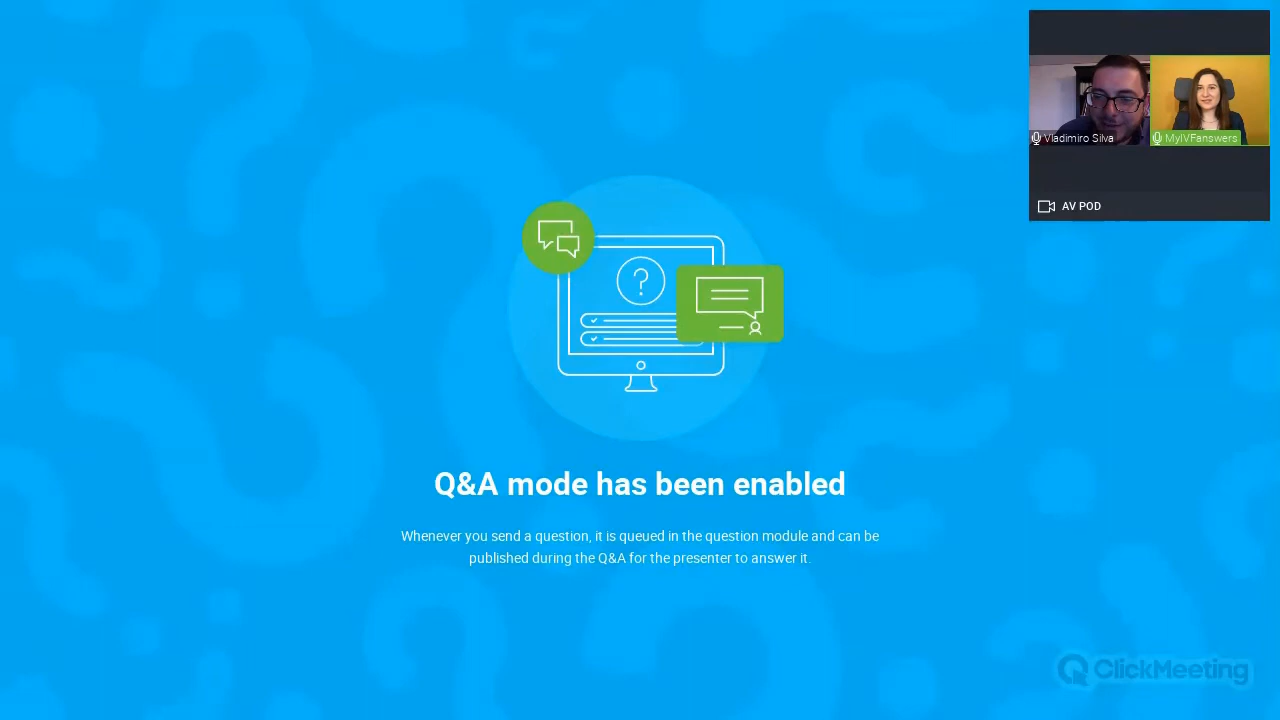 Vladimiro Silva
MyIVFanswers
AV POD
Q&A mode has been enabled
Whenever you send a question, it is queued in the question module and can be
published during the Q&A for the presenter to answer it.
ClickMeeting